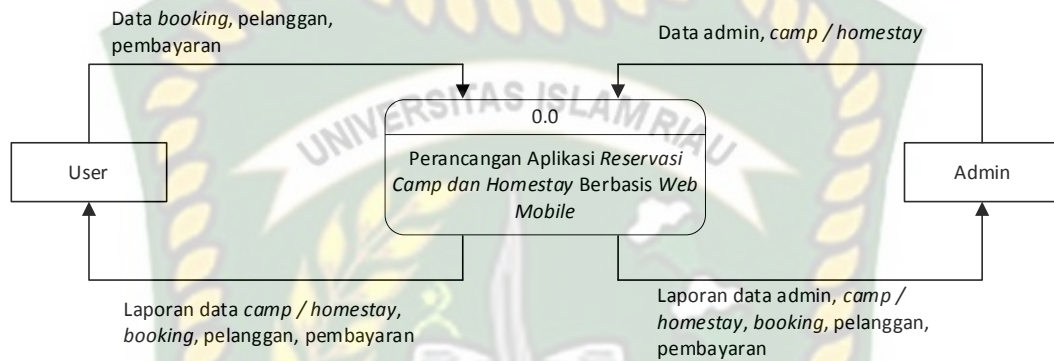 Data booking, pelanggan,
pembayaran
Data admin, camp / homestay
UNIVERSITAS ISLAM RIAU
0.0
User
Perancangan Aplikasi Reservasi
Camp dan Homestay Berbasis Web
Mobile
Admin
Laporan data camp / homestay,
booking, pelanggan, pembayaran
Laporan data admin, camp /
homestay, booking, pelanggan,
pembayaran